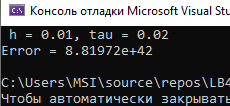 Консоль отладки Microsoft Visual Stu
h = 0.01, tau = 0.02
Error = 8.81972e+42
C:\Users\MSI\source\repos\LB4
Чтобы автоматически закрывать